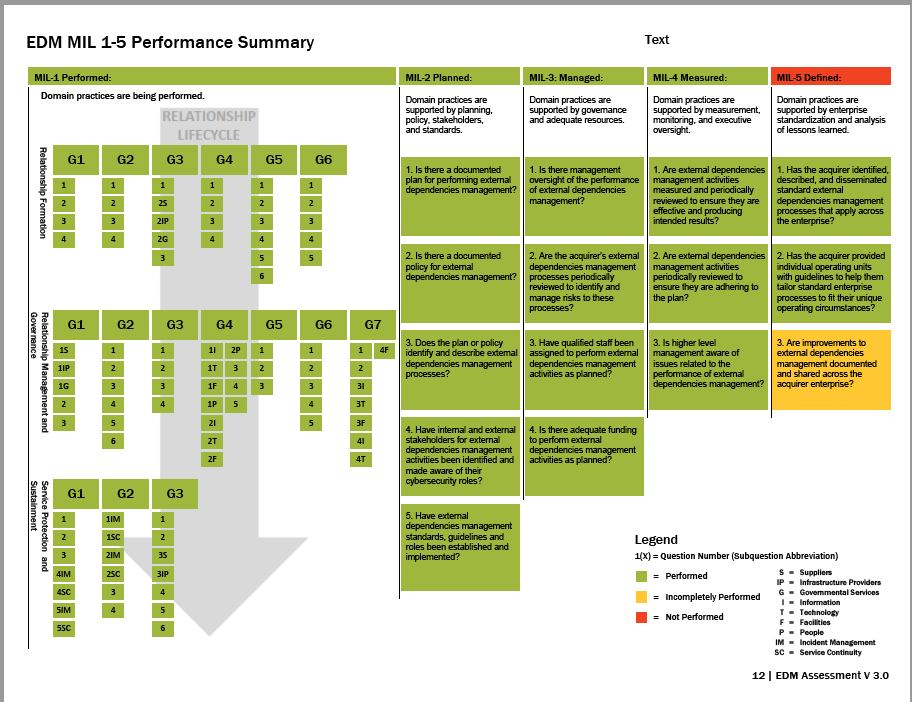 EDM MIL 1-5 Performance Summary
Text
MIL-1 Performed:
Domain practices are being performed.
RELATIONSHIP
LIFECYCLE
Relationship Formation
G1 G2 G3 G4 G5 G6
1 1 1 1 1 1
2 2 2S 2 2 2
3 3 2IP 3 3 3
4 4 2G 4 4 4
3 5 5
6
Relationship Management and
Governance
G1 G2 G3 G4 G5 G6 G7
1S 1 1 1I 2P 1 1 1 4F
1IP 2 2 1T 3 2 2 2
1G 3 3 1F 4 3 3 3I
2 4 4 1P 5 4 3T
3 5 2I 5 3F
6 2T 4I
2F 4T
Service Protection and
Sustainment
G1 G2 G3
1 1IM 1
2 1SC 2
3 2IM 3S
4IM 2SC 3IP
4SC 3 4
5IM 4 5
5SC 6
MIL-2 Planned:
Domain practices are
supported by planning,
policy, stakeholders,
and standards.
1. Is there a documented
plan for performing external
dependencies management?
2. Is there a documented
policy for external
dependencies management?
3. Does the plan or policy
identify and describe external
dependencies management
processes?
4. Have internal and external
stakeholders for external
dependencies management
activities been identified and
made aware of their
cybersecurity roles?
5. Have external
dependencies management
standards, guidelines and
roles been established and
implemented?
MIL-3: Managed:
Domain practices are
supported by governance
and adequate resources.
1. Is there management
oversight of the performance
of external dependencies
management?
2. Are the acquirer's external
dependencies management
processes periodically
reviewed to identify and
manage risks to these
processes?
3. Have qualified staff been
assigned to perform external
dependencies management
activities as planned?
4. Is there adequate funding
to perform external
dependencies management
activities as planned?
MIL-4 Measured:
Domain practices are
supported by measurement,
monitoring, and executive
oversight.
1. Are external dependencies
management activities
measured and periodically
reviewed to ensure they are
effective and producing
intended results?
2. Are external dependencies
management activities
periodically reviewed to
ensure they are adhering to
the plan?
3. Is higher level
management aware of
issues related to the
performance of external
dependencies management?
MIL-5 Defined:
Domain practices are
supported by enterprise
standardization and analysis
of lessons learned.
1. Has the acquirer identified,
described, and disseminated
standard external
dependencies management
processes that apply across
the enterprise?
2. Has the acquirer provided
individual operating units
with guidelines to help them
tailor standard enterprise
processes to fit their unique
operating circumstances?
3. Are improvements to
external dependencies
management documented
and shared across the
acquirer enterprise?
Legend
1(X) = Question Number (Subquestion Abbreviation)
= Performed
= Incompletely Performed
= Not Performed
S = Suppliers
IP = Infrastructure Providers
G = Governmental Services
I = Information
T = Technology
F = Facilities
P = People
IM = Incident Management
SC = Service Continuity
12 | EDM Assessment V 3.0